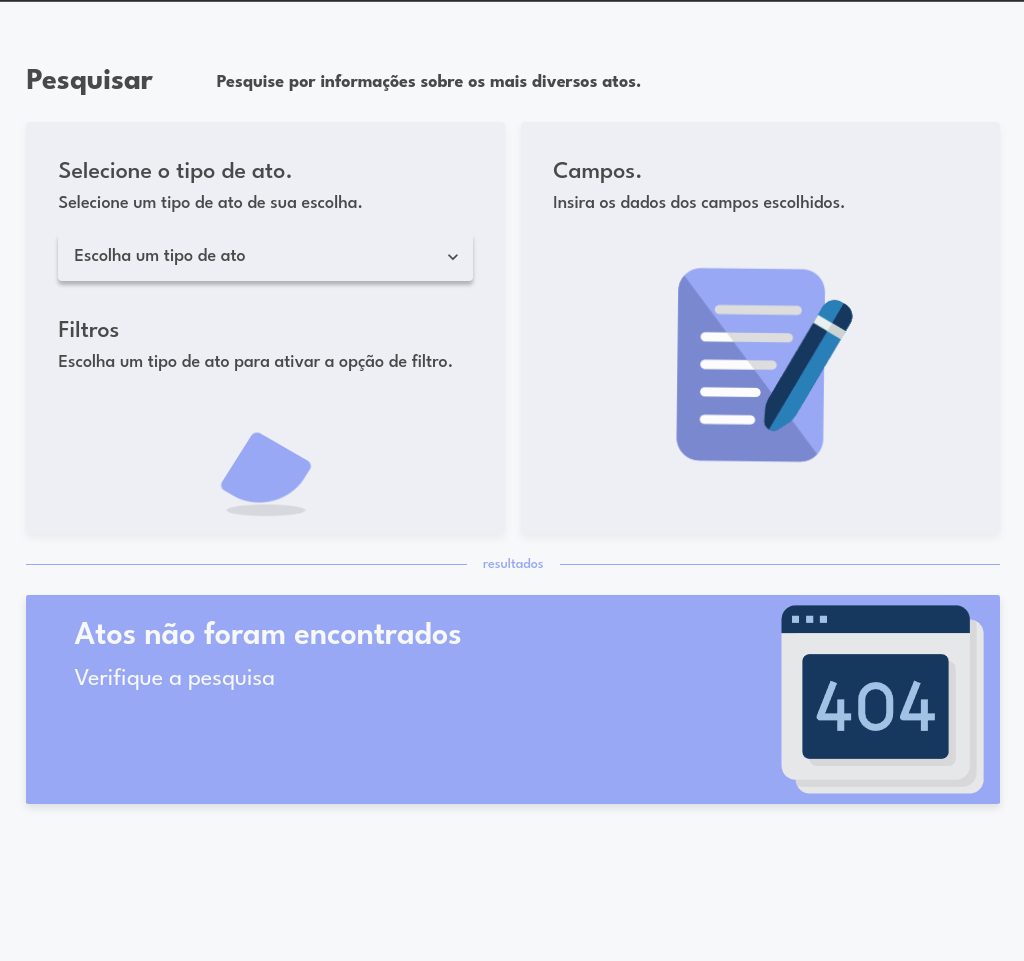 Pesquisar
Pesquise por informações sobre os mais diversos atos.
Selecione o tipo de ato.
Selecione um tipo de ato de sua escolha.
Escolha um tipo de ato
Filtros
Escolha um tipo de ato para ativar a opção de filtro.
Campos.
Insira os dados dos campos escolhidos.
resultados
Atos não foram encontrados
Verifique a pesquisa
404